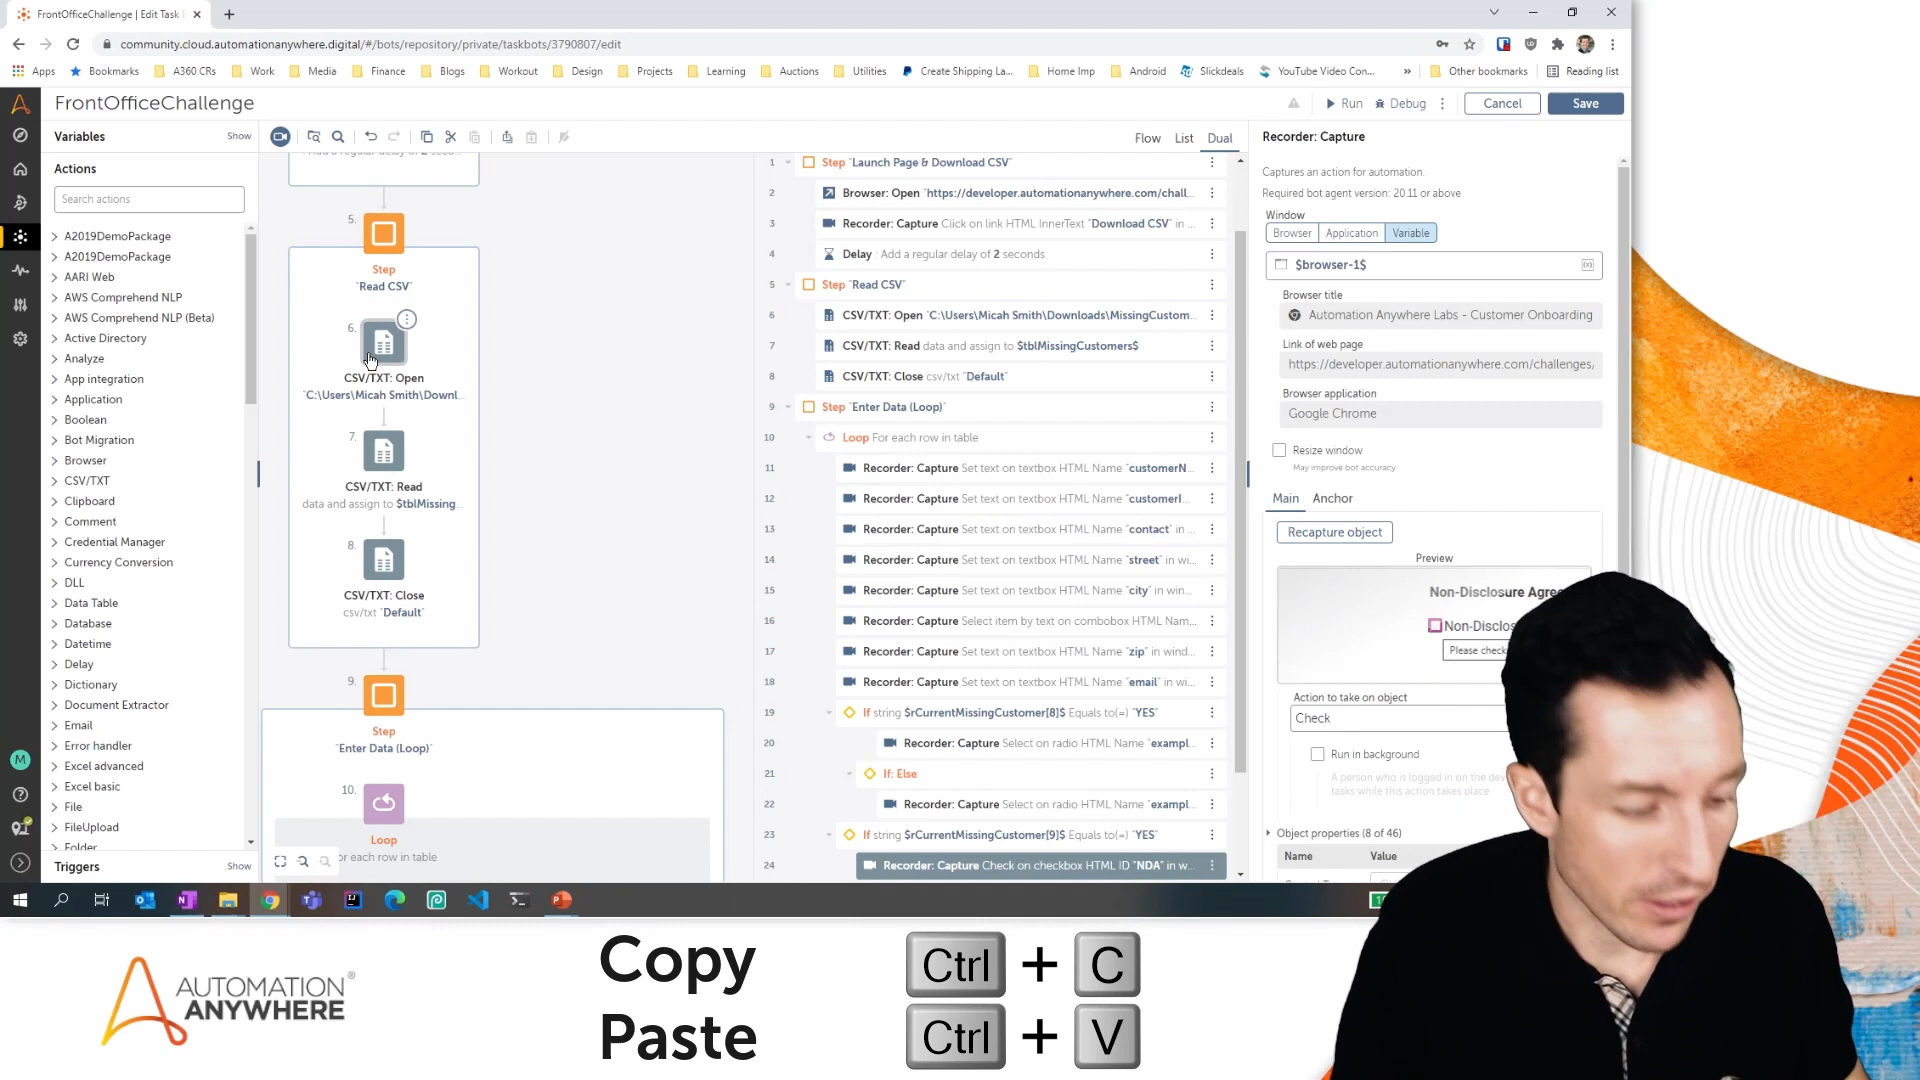 FrontOfficeChallenge | Edit Task
community.cloud.automationanywhere.digital/#/bots/repository/private/taskbots/3790807/edit
Apps Bookmarks A360 CRs Work Media Finance Blogs Workout Design Projects Learning Auctions Utilities Create Shipping La... Home Imp Android Slickdeals YouTube Video Con... » Other bookmarks Reading list
FrontOfficeChallenge
Run Debug Cancel Save
Variables Show
Actions
Search actions
A2019DemoPackage
A2019DemoPackage
AARI Web
AWS Comprehend NLP
AWS Comprehend NLP (Beta)
Active Directory
Analyze
App integration
Application
Boolean
Bot Migration
Browser
CSV/TXT
Clipboard
Comment
Credential Manager
Currency Conversion
DLL
Data Table
Database
Datetime
Delay
Dictionary
Document Extractor
Email
Error handler
Excel advanced
Excel basic
File
FileUpload
Folder
Triggers Show
M
Flow List Dual
"Add a regular delay of 2 seco...
5.
Step
"Read CSV"
6.
CSV/TXT: Open
"C:\Users\Micah Smith\Downl...
7.
CSV/TXT: Read
data and assign to $tblMissing...
8.
CSV/TXT: Close
csv/txt "Default"
9.
Step
"Enter Data (Loop)"
10.
Loop
or each row in table
1 Step "Launch Page & Download CSV"
2 Browser: Open "https://developer.automationanywhere.com/chall...
3 Recorder: Capture Click on link HTML InnerText "Download CSV" in ...
4 Delay : Add a regular delay of 2 seconds
5 Step "Read CSV"
6 CSV/TXT: Open "C:\Users\Micah Smith\Downloads\MissingCustom...
7 CSV/TXT: Read data and assign to $tblMissingCustomers$
8 CSV/TXT: Close csv/txt "Default"
9 Step "Enter Data (Loop)"
10 Loop For each row in table
11 Recorder: Capture Set text on textbox HTML Name "customerN...
12 Recorder: Capture Set text on textbox HTML Name "customerI...
13 Recorder: Capture Set text on textbox HTML Name "contact" in ...
14 Recorder: Capture Set text on textbox HTML Name "street" in wi...
15 Recorder: Capture Set text on textbox HTML Name "city" in win...
16 Recorder: Capture Select item by text on combobox HTML Nam...
17 Recorder: Capture Set text on textbox HTML Name "zip" in wind...
18 Recorder: Capture Set text on textbox HTML Name "email" in wi...
19 If string $rCurrentMissingCustomer[8]$ Equals to(=) "YES"
20 Recorder: Capture Select on radio HTML Name "exampl...
21 If: Else
22 Recorder: Capture Select on radio HTML Name "exampl...
23 If string $rCurrentMissingCustomer[9]$ Equals to(=) "YES"
24 Recorder: Capture Check on checkbox HTML ID "NDA" in w...
Recorder: Capture
Captures an action for automation.
Required bot agent version: 20.11 or above
Window
Browser Application Variable
$browser-1$
Browser title
Automation Anywhere Labs - Customer Onboarding
Link of web page
https://developer.automationanywhere.com/challenges/
Browser application
Google Chrome
Resize window
May improve bot accuracy
Main Anchor
Recapture object
Preview
Non-Disclosure Agre
Non-Disclos
Please check
Action to take on object
Check
Run in background
A person who is logged in on the dev
tasks while this action takes place
Object properties (8 of 46)
Name Value
AUTOMATION
ANYWHERE®
Copy Ctrl + C
Paste Ctrl + V